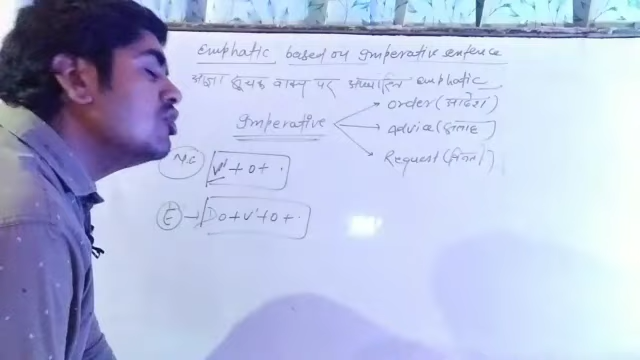 Emphatic based on Imperative sentence
आज्ञा सूचक वाक्य पर आधारित emphatic
Imperative
order (आदेश)
Advice (सलाह)
Request (विनती)
N.C V¹ + O + .
E → Do + V¹ + O + .